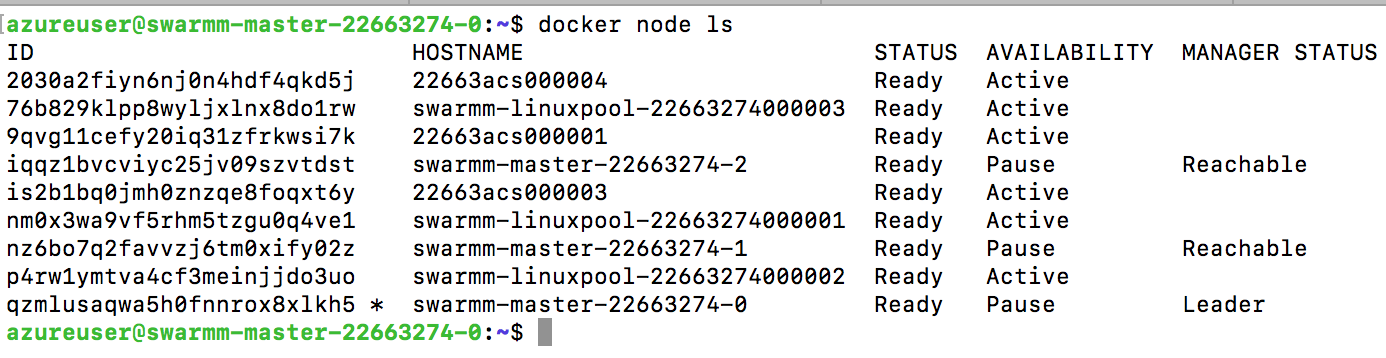 azureuser@swarmm-master-22663274-0:~$ docker node ls
ID                           HOSTNAME                         STATUS  AVAILABILITY  MANAGER STATUS
2030a2fiyn6nj0n4hdf4qkd5j    22663acs000004                   Ready   Active
76b829klpp8wyljxlnx8do1rw    swarmm-linuxpool-22663274000003  Ready   Active
9qvg11cefy20iq31zfrkwsi7k    22663acs000001                   Ready   Active
iqqz1bvcviyc25jv09szvtdst    swarmm-master-22663274-2         Ready   Pause         Reachable
is2b1bq0jmh0znzqe8foqxt6y    22663acs000003                   Ready   Active
nm0x3wa9vf5rhm5tzgu0q4ve1    swarmm-linuxpool-22663274000001  Ready   Active
nz6bo7q2favvzj6tm0xify02z    swarmm-master-22663274-1         Ready   Pause         Reachable
p4rw1ymtva4cf3meinjjdo3uo    swarmm-linuxpool-22663274000002  Ready   Active
qzmlusaqwa5h0fnnrox8xlkh5 *  swarmm-master-22663274-0         Ready   Pause         Leader
azureuser@swarmm-master-22663274-0:~$